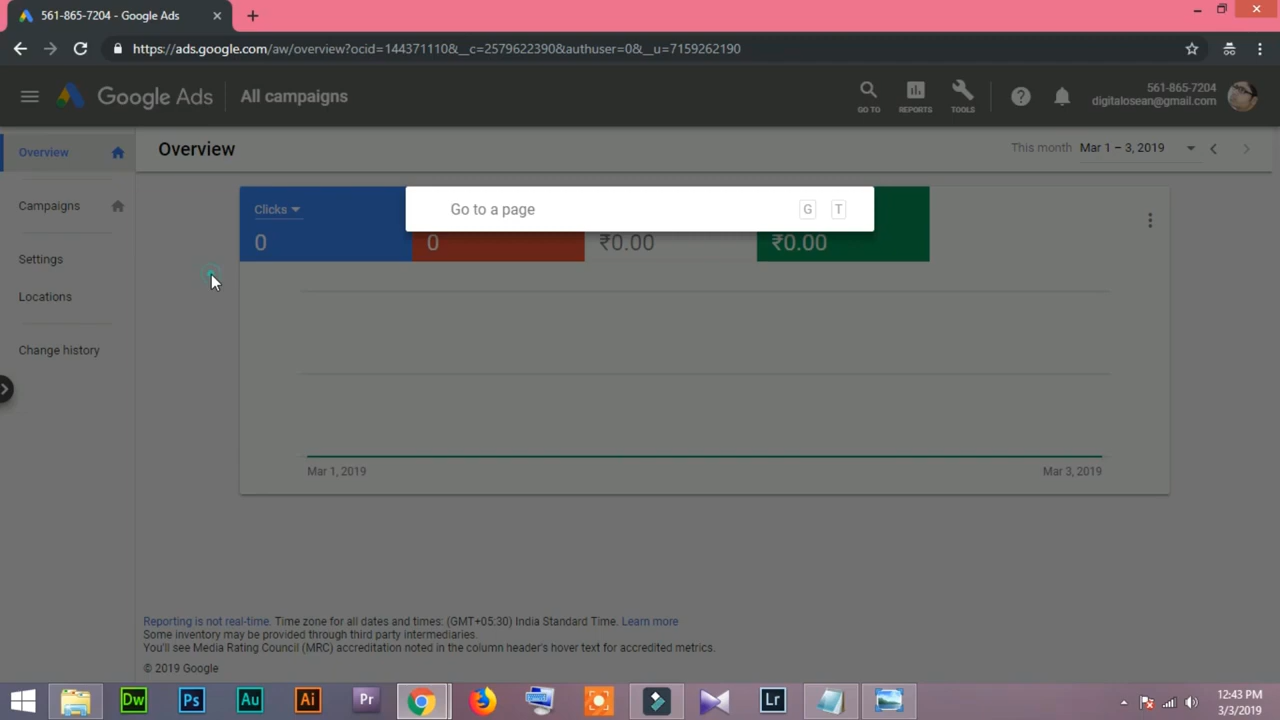 561-865-7204 - Google Ads
https://ads.google.com/aw/overview?ocid=144371110&__c=2579622390&authuser=0&__u=7159262190
Google Ads
All campaigns
GO TO
REPORTS
TOOLS
561-865-7204
digitalosean@gmail.com
Overview
Overview
This month
Mar 1 – 3, 2019
Campaigns
Settings
Locations
Change history
Clicks
Go to a page
G T
0
0
₹0.00
₹0.00
Mar 1, 2019
Mar 3, 2019
Reporting is not real-time. Time zone for all dates and times: (GMT+05:30) India Standard Time. Learn more
Some inventory may be provided through third party intermediaries.
You'll see Media Rating Council (MRC) accreditation noted in the column header's hover text for accredited metrics.
© 2019 Google
Dw
Ps
Au
Ai
Pr
Lr
12:43 PM
3/3/2019